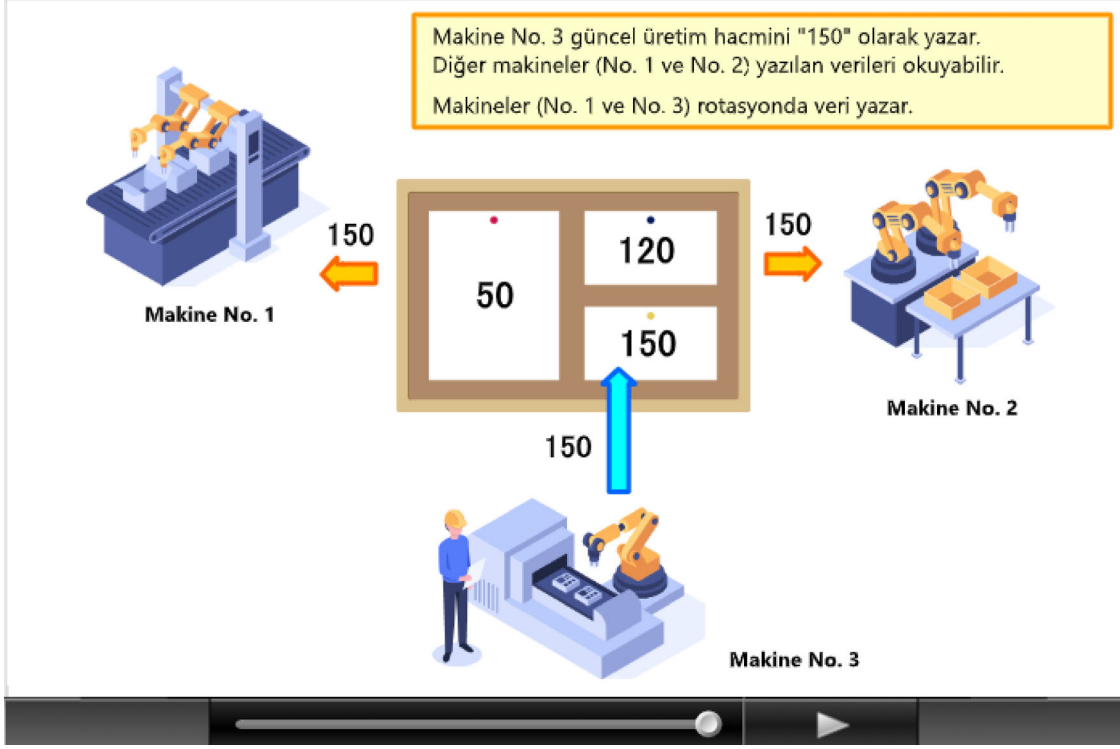 Makine No. 3 güncel üretim hacmini "150" olarak yazar.
Diğer makineler (No. 1 ve No. 2) yazılan verileri okuyabilir.
Makineler (No. 1 ve No. 3) rotasyonda veri yazar.
150
Makine No. 1
50
120
150
150
Makine No. 2
150
Makine No. 3